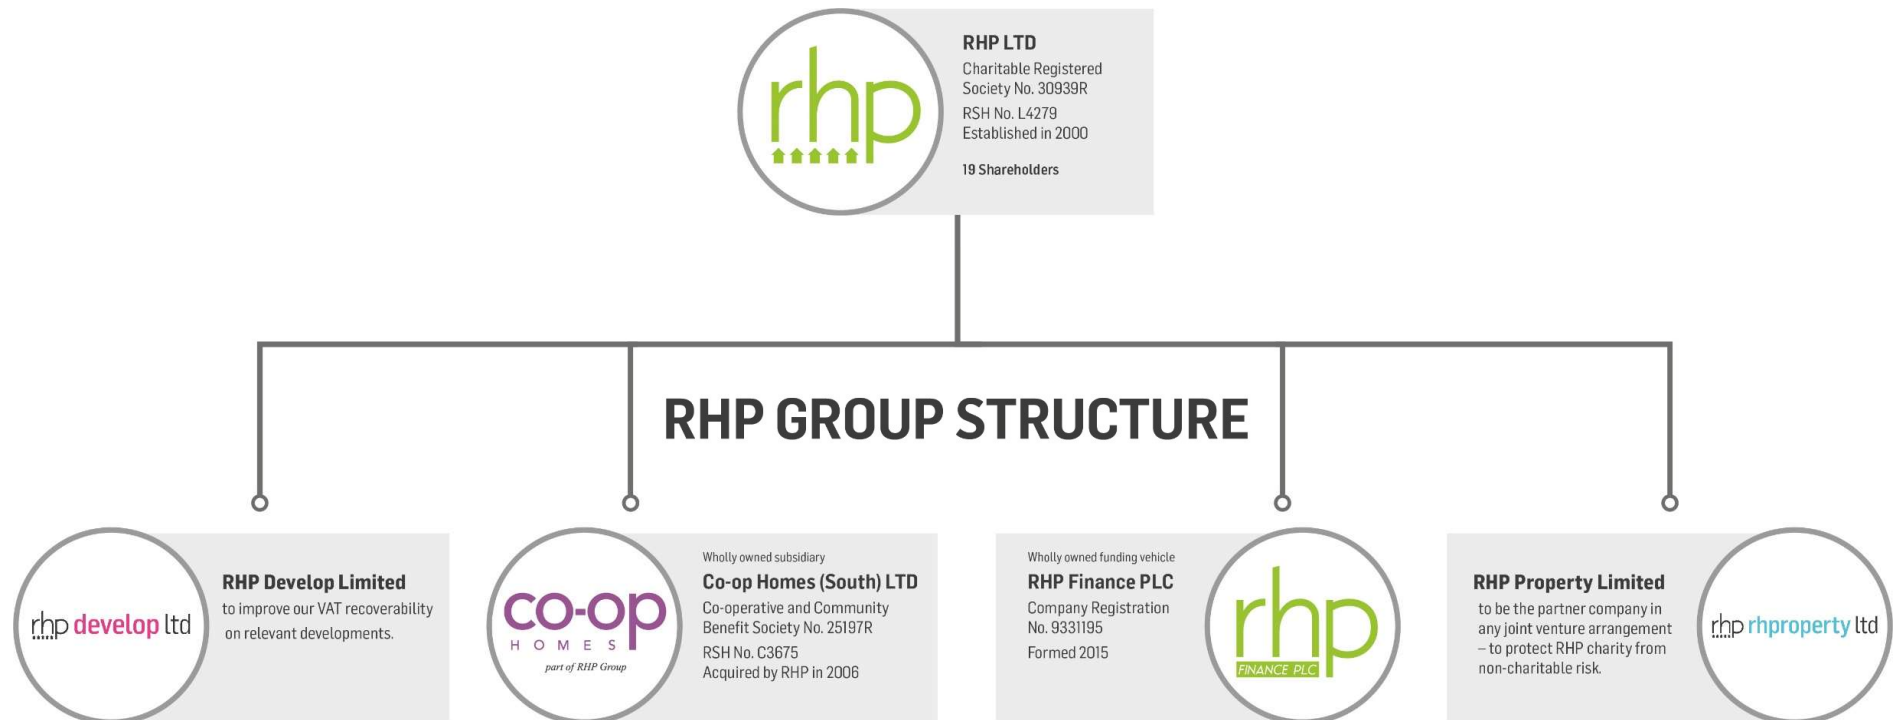 rhp
RHP LTD
Charitable Registered
Society No. 30939R
RSH No. L4279
Established in 2000
19 Shareholders
RHP GROUP STRUCTURE
rhp develop ltd
RHP Develop Limited
to improve our VAT recoverability
on relevant developments.
co-op
HOMES
part of RHP Group
Wholly owned subsidiary
Co-op Homes (South) LTD
Co-operative and Community
Benefit Society No. 25197R
RSH No. C3675
Acquired by RHP in 2006
Wholly owned funding vehicle
RHP Finance PLC
Company Registration
No. 9331195
Formed 2015
rhp
FINANCE PLC
RHP Property Limited
to be the partner company in
any joint venture arrangement
– to protect RHP charity from
non-charitable risk.
rhp rhproperty ltd